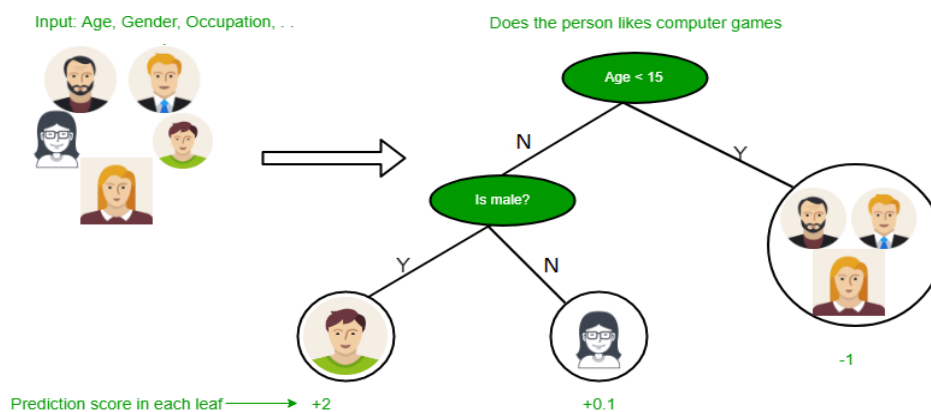 Input: Age, Gender, Occupation, . .
Does the person likes computer games
Age < 15
N
Y
Is male?
Y
N
-1
Prediction score in each leaf
+2
+0.1